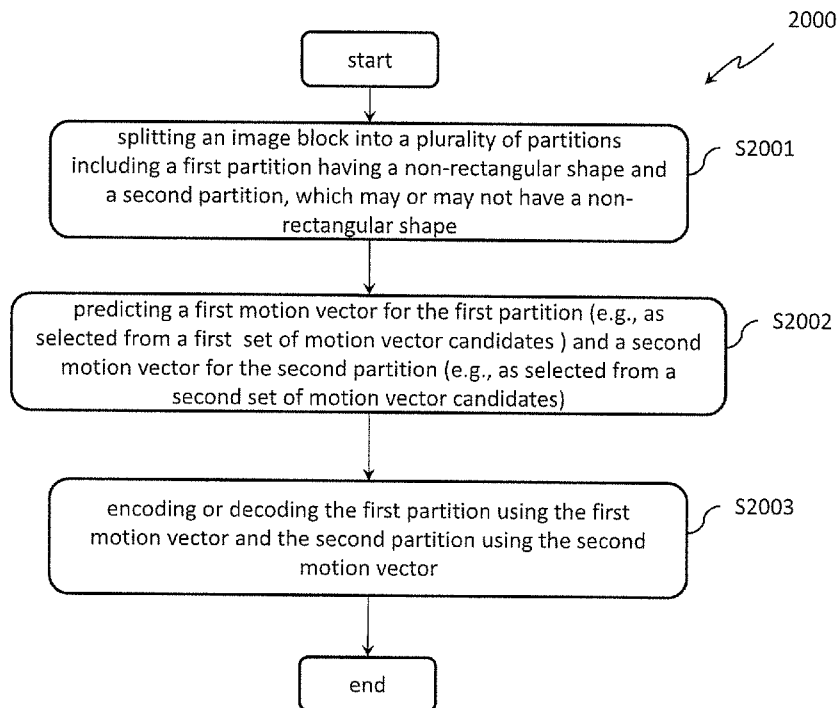 2000
start
splitting an image block into a plurality of partitions
including a first partition having a non-rectangular shape and
a second partition, which may or may not have a non-
rectangular shape
S2001
predicting a first motion vector for the first partition (e.g., as
selected from a first set of motion vector candidates ) and a second
motion vector for the second partition (e.g., as selected from a
second set of motion vector candidates)
S2002
encoding or decoding the first partition using the first
motion vector and the second partition using the second
motion vector
S2003
end